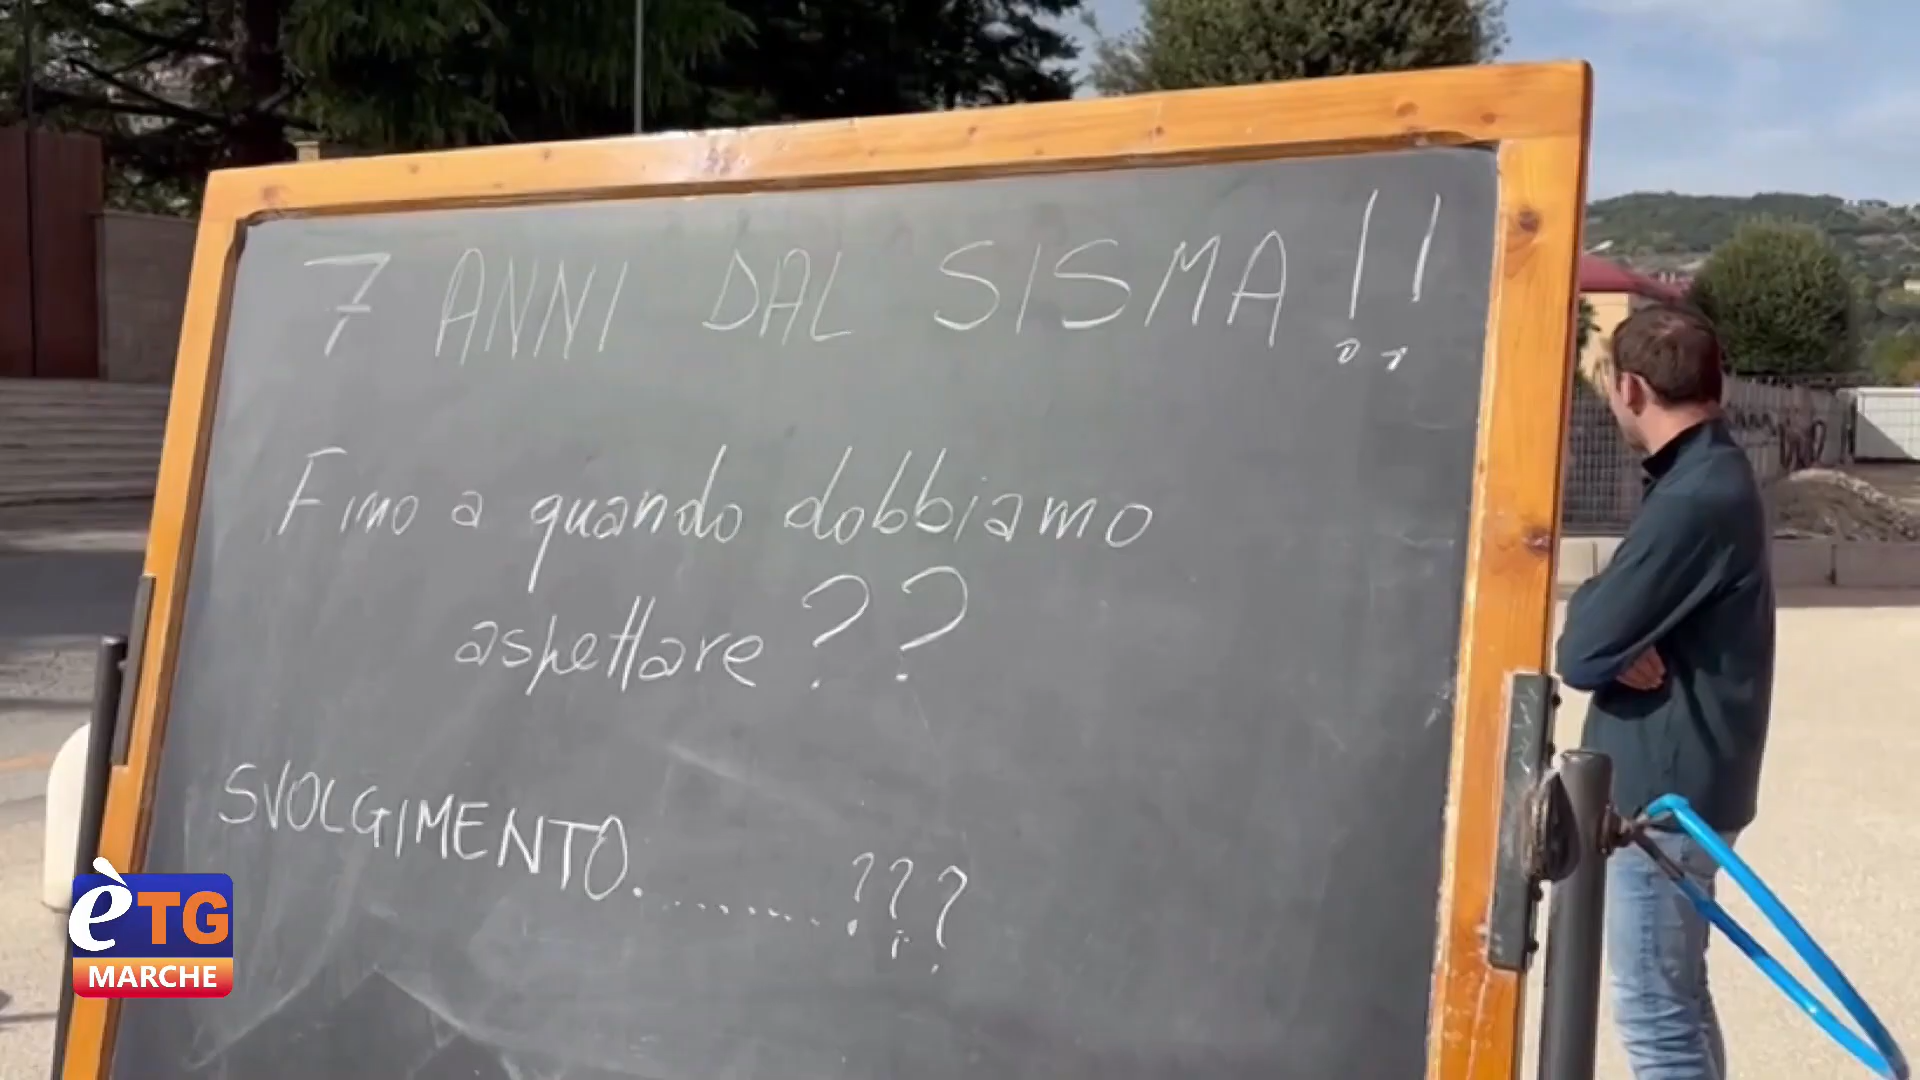 7 ANNI DAL SISMA!!
Fino a quando dobbiamo
aspettare??
SVOLGIMENTO.........???
èTG
MARCHE